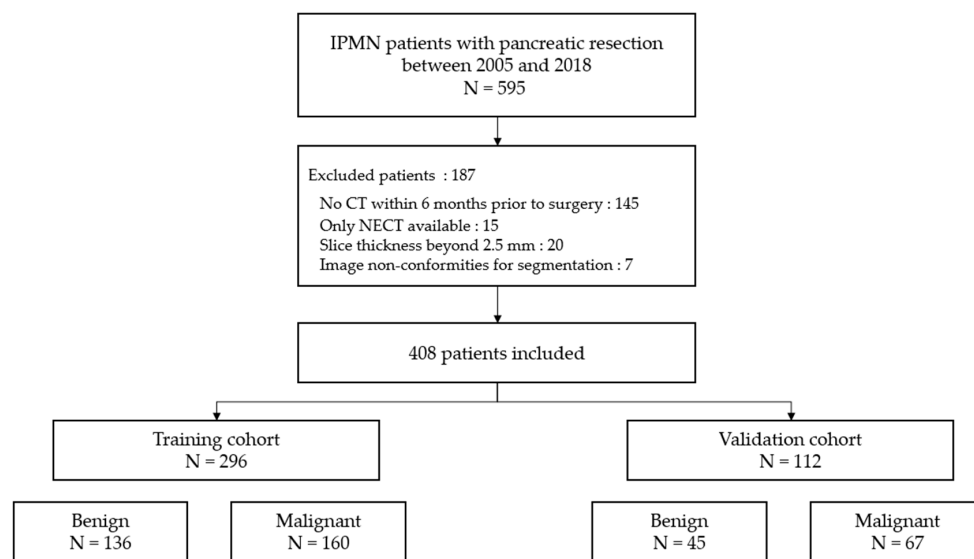 IPMN patients with pancreatic resection
between 2005 and 2018
N = 595
Excluded patients : 187
No CT within 6 months prior to surgery : 145
Only NECT available : 15
Slice thickness beyond 2.5 mm : 20
Image non-conformities for segmentation : 7
408 patients included
Training cohort
N = 296
Validation cohort
N = 112
Benign
N = 136
Malignant
N = 160
Benign
N = 45
Malignant
N = 67